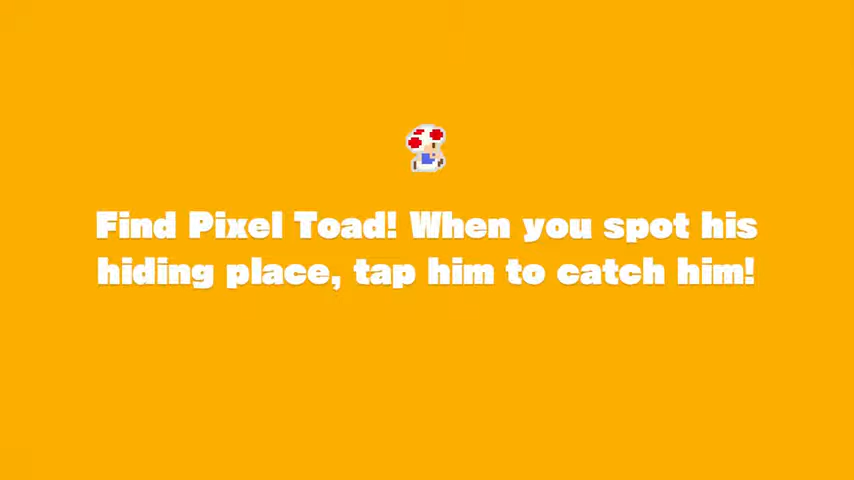 Find Pixel Toad! When you spot his
hiding place, tap him to catch him!